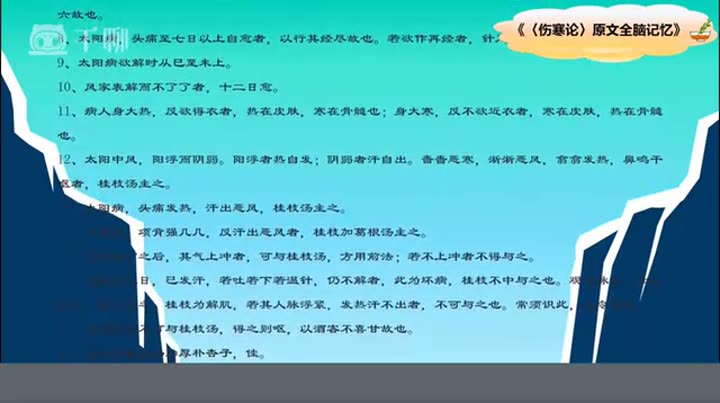 六故也。
千聊
《〈伤寒论〉原文全脑记忆》
8、太阳病，头痛至七日以上自愈者，以行其经尽故也。若欲作再经者，针
9、太阳病欲解时从巳至未上。
10、风家表解而不了了者，十二日愈。
11、病人身大热，反欲得衣者，热在皮肤，寒在骨髓也；身大寒，反不欲近衣者，寒在皮肤，热在骨髓
也。
12、太阳中风，阳浮而阴弱。阳浮者热自发；阴弱者汗自出。啬啬恶寒，淅淅恶风，翕翕发热，鼻鸣干
呕者，桂枝汤主之。
太阳病，头痛发热，汗出恶风，桂枝汤主之。
项背强几几，反汗出恶风者，桂枝加葛根汤主之。
之后，其气上冲者，可与桂枝汤，方用前法；若不上冲者不得与之。
日，已发汗，若吐若下若温针，仍不解者，此为坏病，桂枝不中与之也。观
桂枝为解肌，若其人脉浮紧，发热汗不出者，不可与之也。常须识此，
可与桂枝汤，得之则呕，以酒客不喜甘故也。
厚朴杏子，佳。